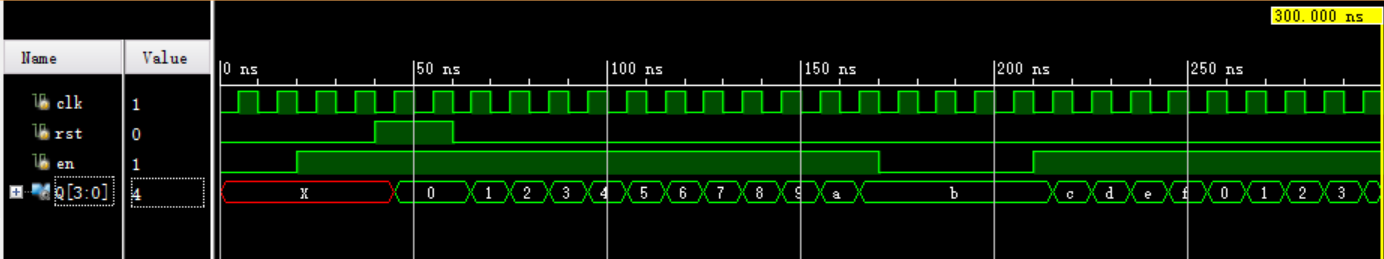 300.000 ns
Name Value
0 ns 50 ns 100 ns 150 ns 200 ns 250 ns
clk 1
rst 0
en 1
Q[3:0] 4 X 0 1 2 3 4 5 6 7 8 9 a b c d e f 0 1 2 3